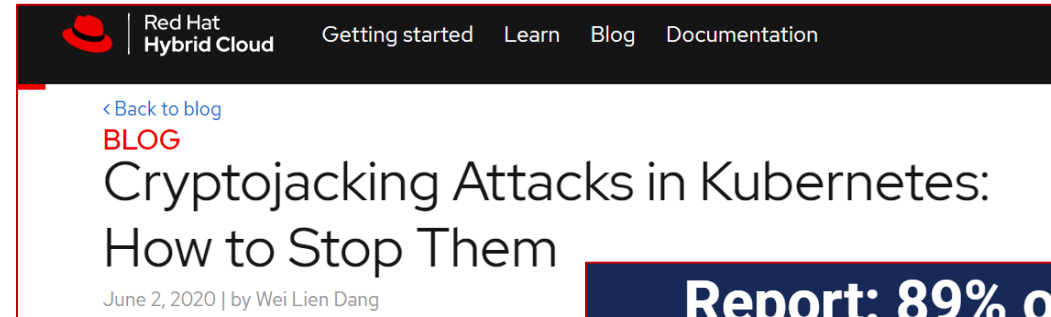 Red Hat
Hybrid Cloud
Getting started Learn Blog Documentation
< Back to blog
BLOG
Cryptojacking Attacks in Kubernetes:
How to Stop Them
June 2, 2020 | by Wei Lien Dang
Report: 89% o